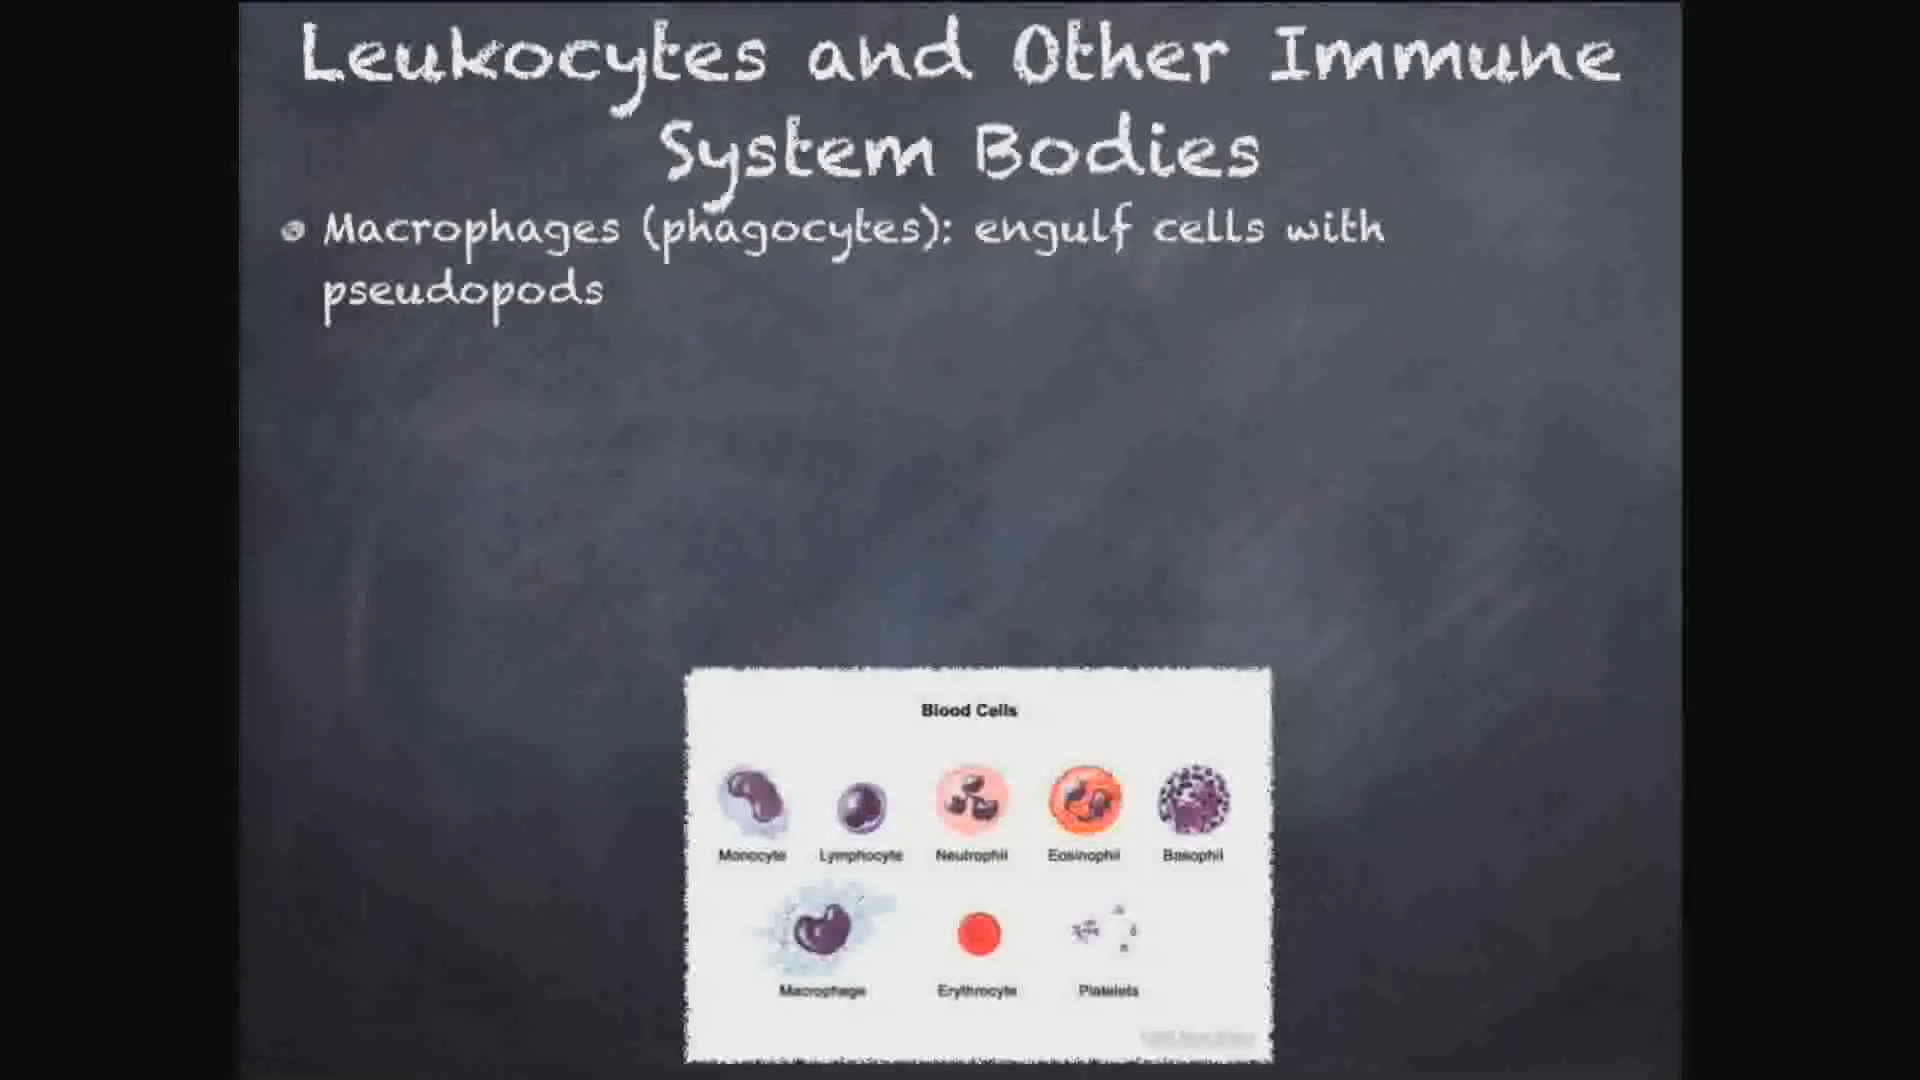 Leukocytes and Other Immune
System Bodies
Macrophages (phagocytes): engulf cells with
pseudopods
Blood Cells
Monocyte Lymphocyte Neutrophil Eosinophil Basophil
Macrophage Erythrocyte Platelets